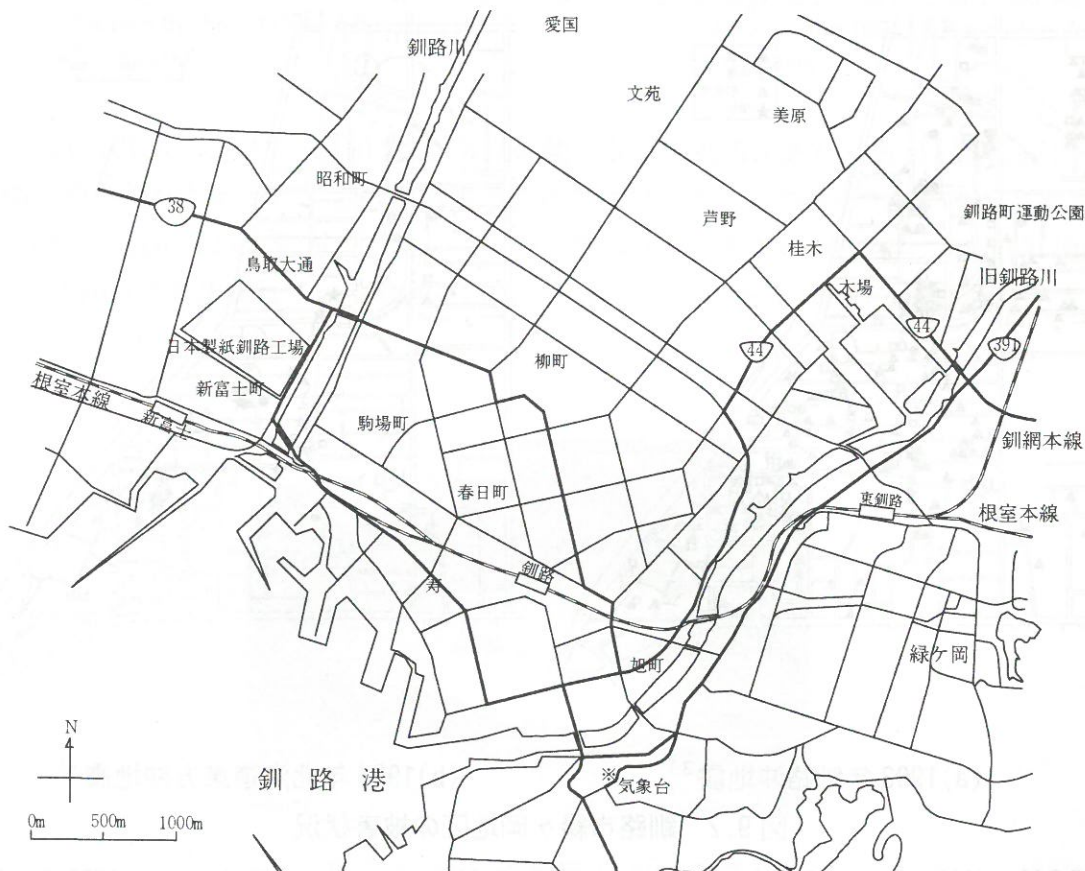 愛国
釧路川
文苑
美原
昭和町
38
芦野
釧路町運動公園
鳥取大通
桂木
旧釧路川
木場
44
日本製紙釧路工場
44
391
柳町
根室本線
新富士町
新富士
駒場町
釧網本線
春日町
東釧路
根室本線
釧路
寿
緑ケ岡
旭町
N
釧路港
※
気象台
0m 500m 1000m